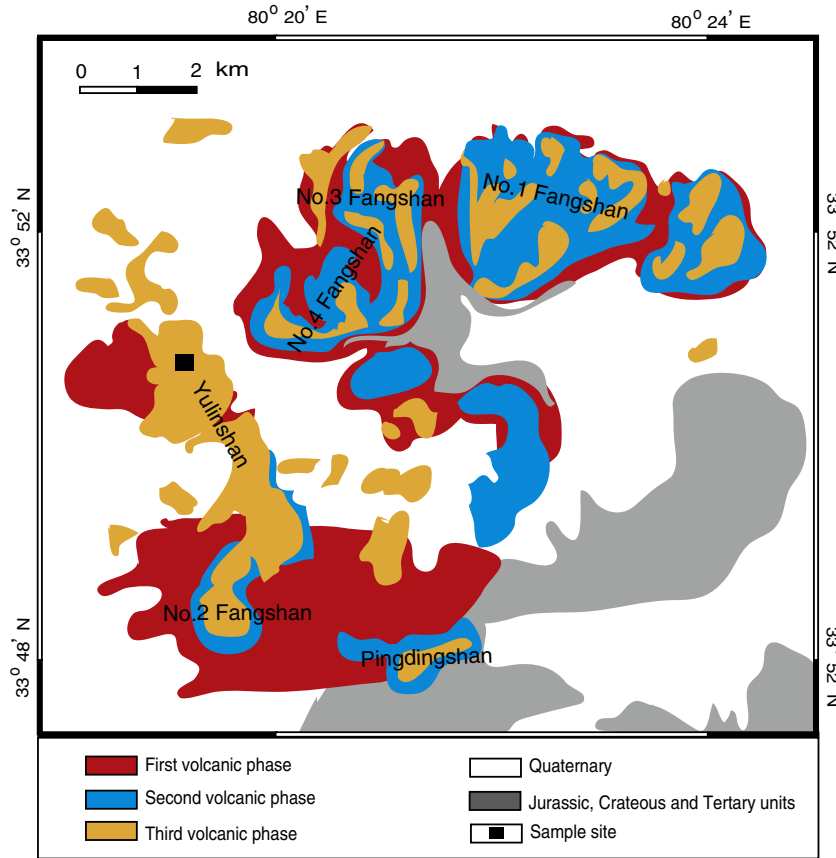 80° 20' E
80° 24' E
0 1 2 km
33° 52' N
33° 52' N
No.3 Fangshan
No.1 Fangshan
No.4 Fangshan
Yulinshan
No.2 Fangshan
Pingdingshan
33° 48' N
33° 52' N
First volcanic phase
Second volcanic phase
Third volcanic phase
Quaternary
Jurassic, Crateous and Tertary units
Sample site